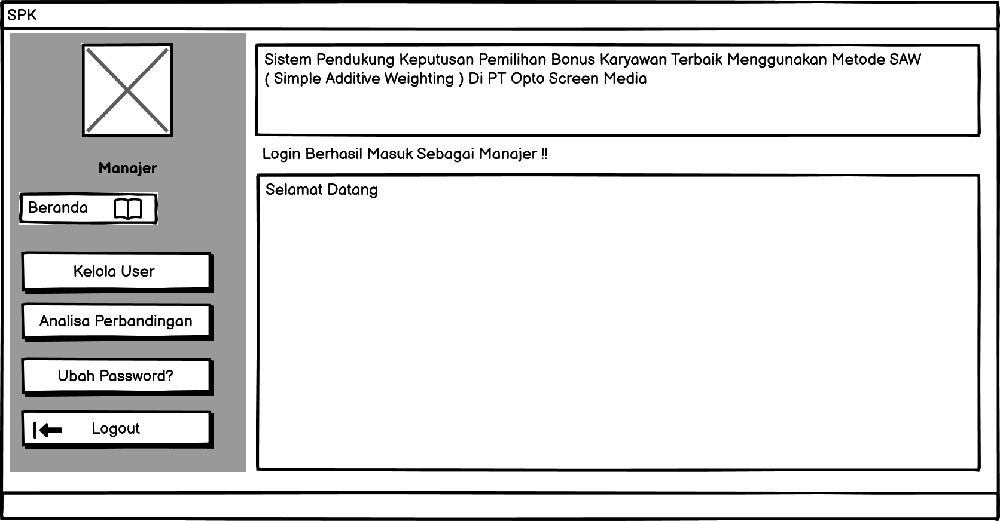 SPK
Manajer
Beranda
Kelola User
Analisa Perbandingan
Ubah Password?
Logout
Sistem Pendukung Keputusan Pemilihan Bonus Karyawan Terbaik Menggunakan Metode SAW
( Simple Additive Weighting ) Di PT Opto Screen Media
Login Berhasil Masuk Sebagai Manajer !!
Selamat Datang